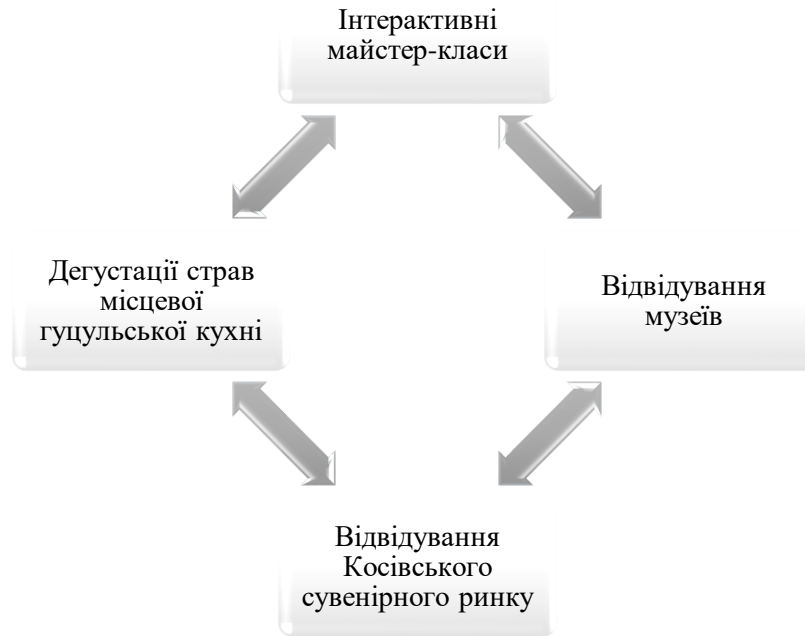 Інтерактивні
майстер-класи
Дегустації страв
місцевої
гуцульської кухні
Відвідування
музеїв
Відвідування
Косівського
сувенірного ринку